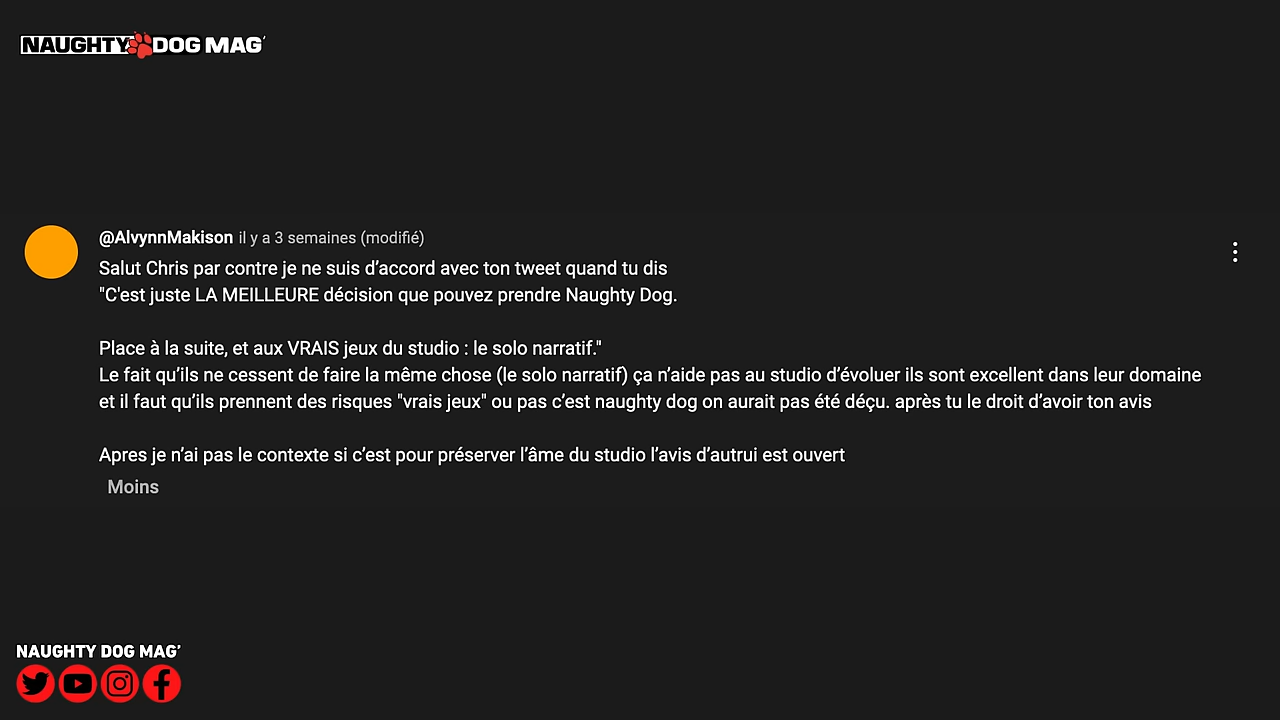 NAUGHTY DOG MAG'
@AlvynnMakison il y a 3 semaines (modifié)
Salut Chris par contre je ne suis d’accord avec ton tweet quand tu dis
"C'est juste LA MEILLEURE décision que pouvez prendre Naughty Dog.
Place à la suite, et aux VRAIS jeux du studio : le solo narratif."
Le fait qu’ils ne cessent de faire la même chose (le solo narratif) ça n’aide pas au studio d’évoluer ils sont excellent dans leur domaine
et il faut qu’ils prennent des risques "vrais jeux" ou pas c’est naughty dog on aurait pas été déçu. après tu le droit d’avoir ton avis
Apres je n’ai pas le contexte si c’est pour préserver l’âme du studio l’avis d’autrui est ouvert
Moins
NAUGHTY DOG MAG'